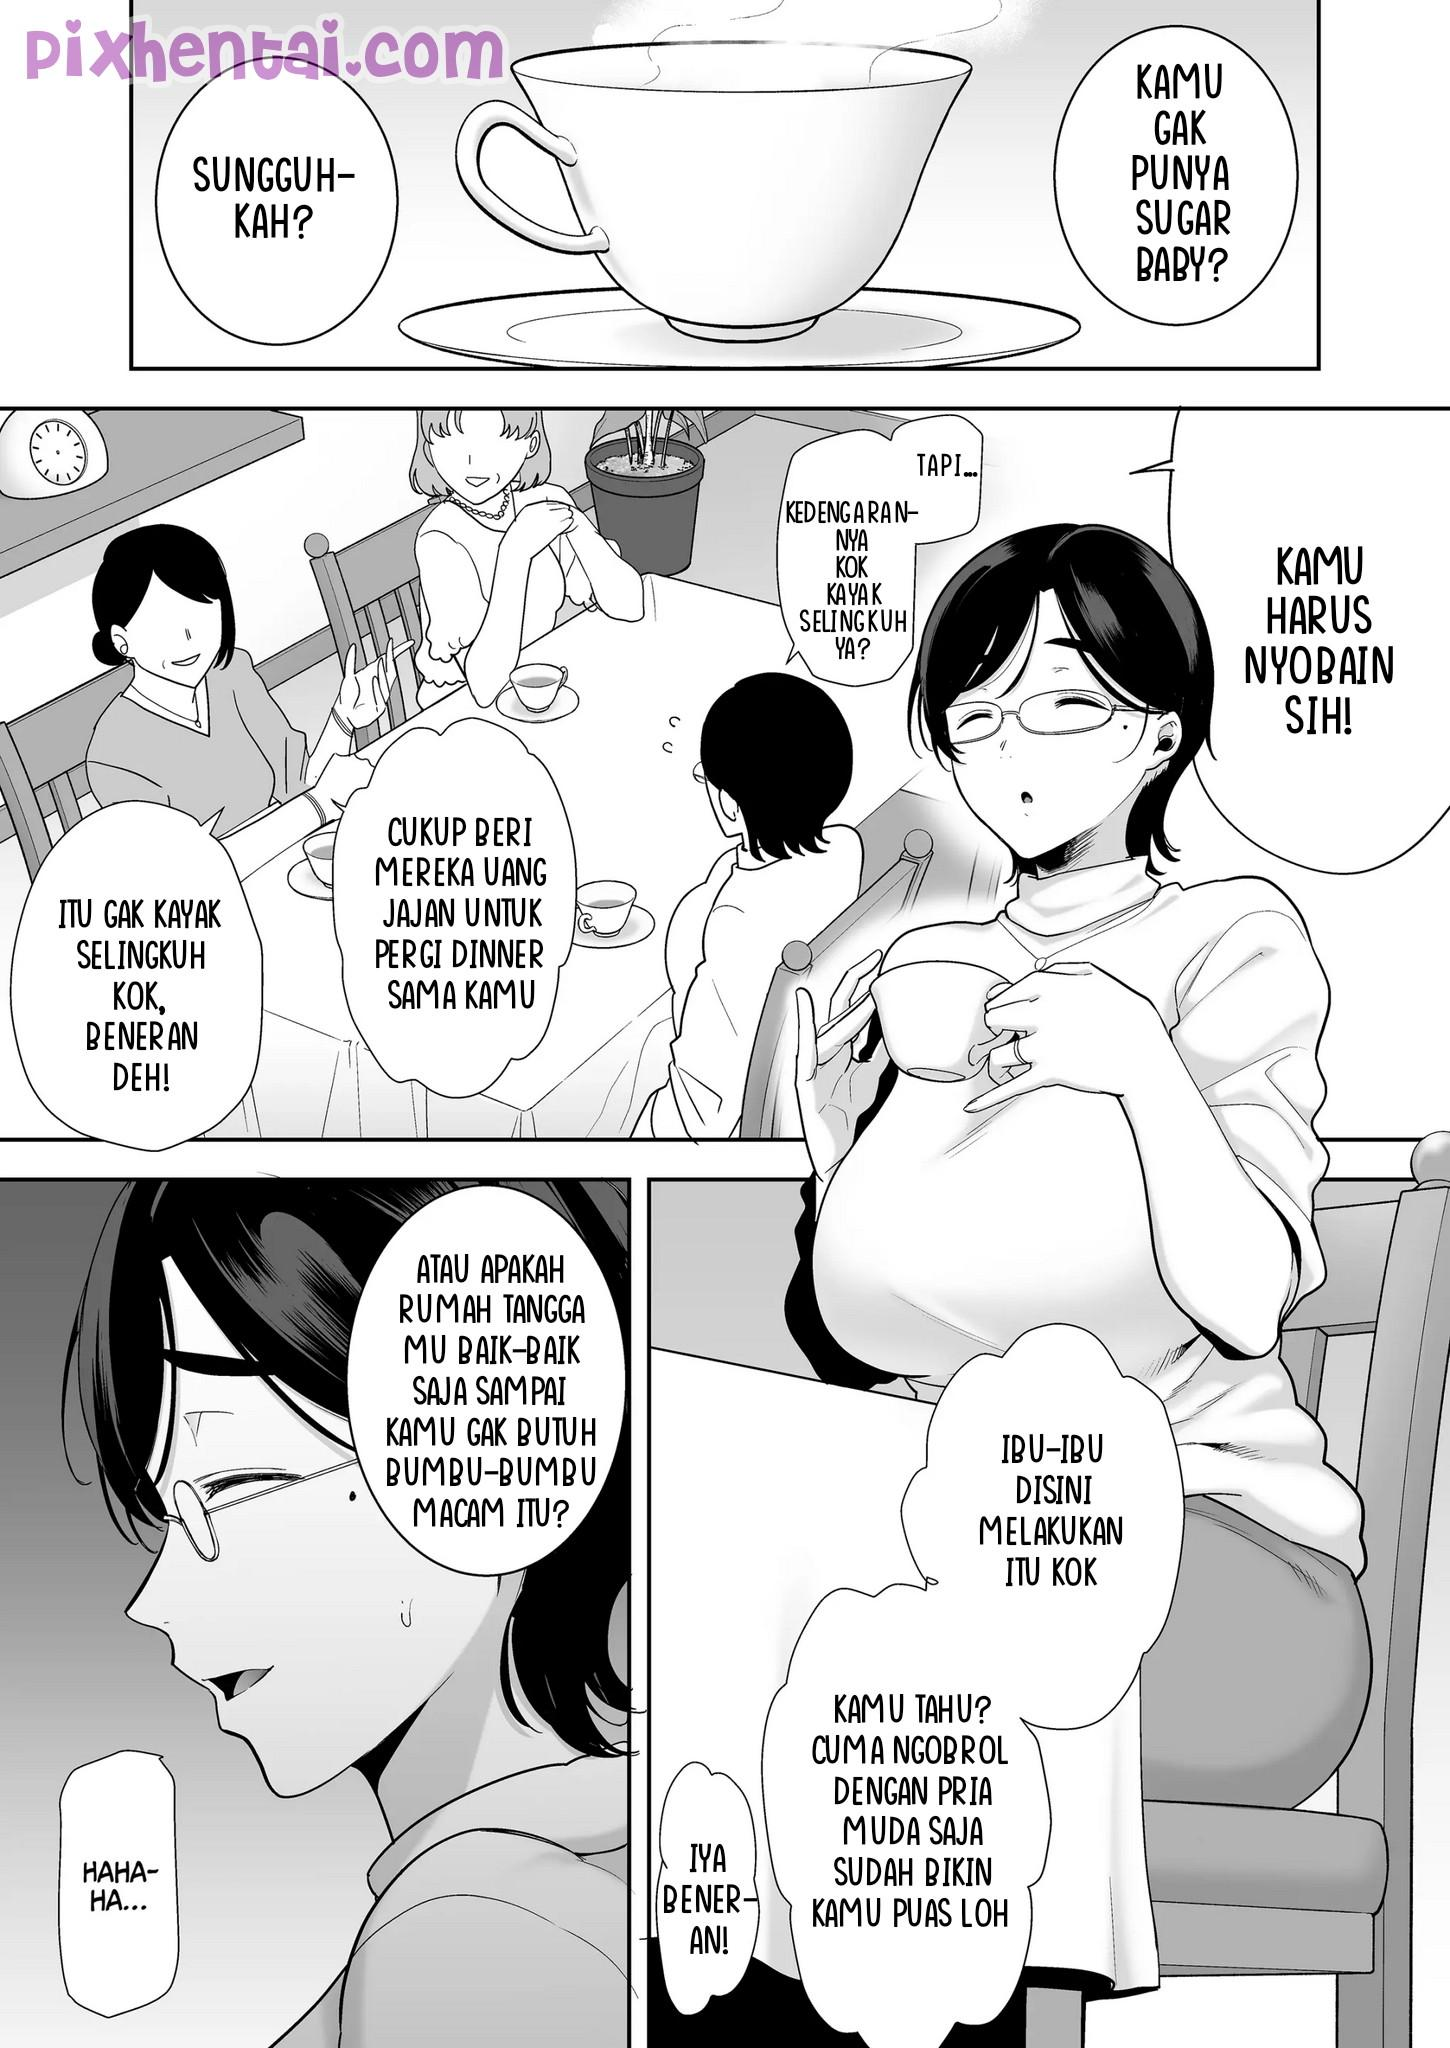 pixhentai.com
KAMU
GAK
PUNYA
SUGAR
BABY?
SUNGGUH-
KAH?
KAMU
HARUS
NYOBAIN
SIH!
TAPI...
KEDENGARAN-
NYA
KOK
KAYAK
SELINGKUH
YA?
CUKUP BERI
MEREKA UANG
JAJAN UNTUK
PERGI DINNER
SAMA KAMU
ITU GAK KAYAK
SELINGKUH
KOK,
BENERAN
DEH!
IBU-IBU
DISINI
MELAKUKAN
ITU KOK
KAMU TAHU?
CUMA NGOBROL
DENGAN PRIA
MUDA SAJA
SUDAH BIKIN
KAMU PUAS LOH
IYA
BENER-
AN!
ATAU APAKAH
RUMAH TANGGA
MU BAIK-BAIK
SAJA SAMPAI
KAMU GAK BUTUH
BUMBU-BUMBU
MACAM ITU?
HAHA-
HA...